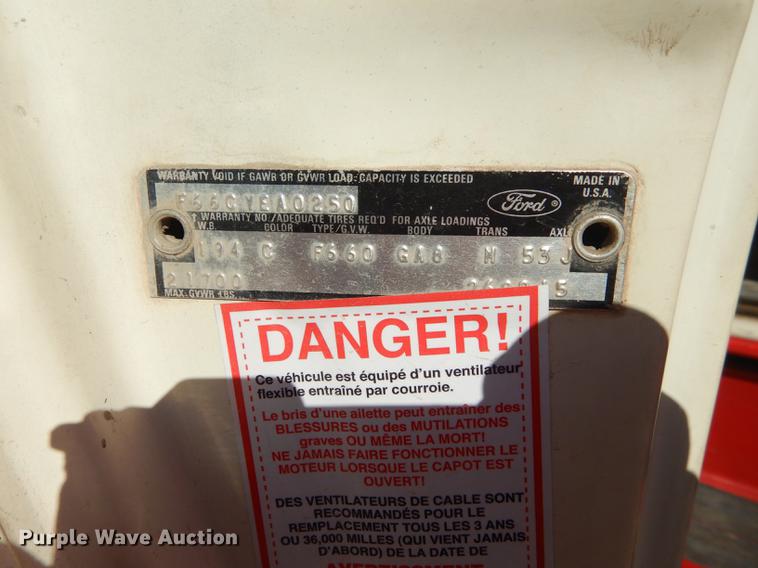 WARRANTY VOID IF GAWR OR GVWR LOAD CAPACITY IS EXCEEDED
MADE IN
U.S.A.
F66CYEA0250
Ford ®
† WARRANTY NO./ADEQUATE TIRES REQ'D FOR AXLE LOADINGS
W.B. COLOR TYPE/G.V.W. BODY TRANS AXLE
194 C F660 GA8 M 53J
21700
MAX. GVWR LBS.
DANGER!
Ce véhicule est équipé d'un ventilateur
flexible entraîné par courroie.
Le bris d'une ailette peut entraîner des
BLESSURES ou des MUTILATIONS
graves OU MÊME LA MORT!
NE JAMAIS FAIRE FONCTIONNER LE
MOTEUR LORSQUE LE CAPOT EST
OUVERT!
DES VENTILATEURS DE CABLE SONT
RECOMMANDÉS POUR LE
REMPLACEMENT TOUS LES 3 ANS
OU 36,000 MILLES (QUI VIENT JAMAIS
D'ABORD) DE LA DATE DE
AVERTISSEMENT
Purple Wave Auction